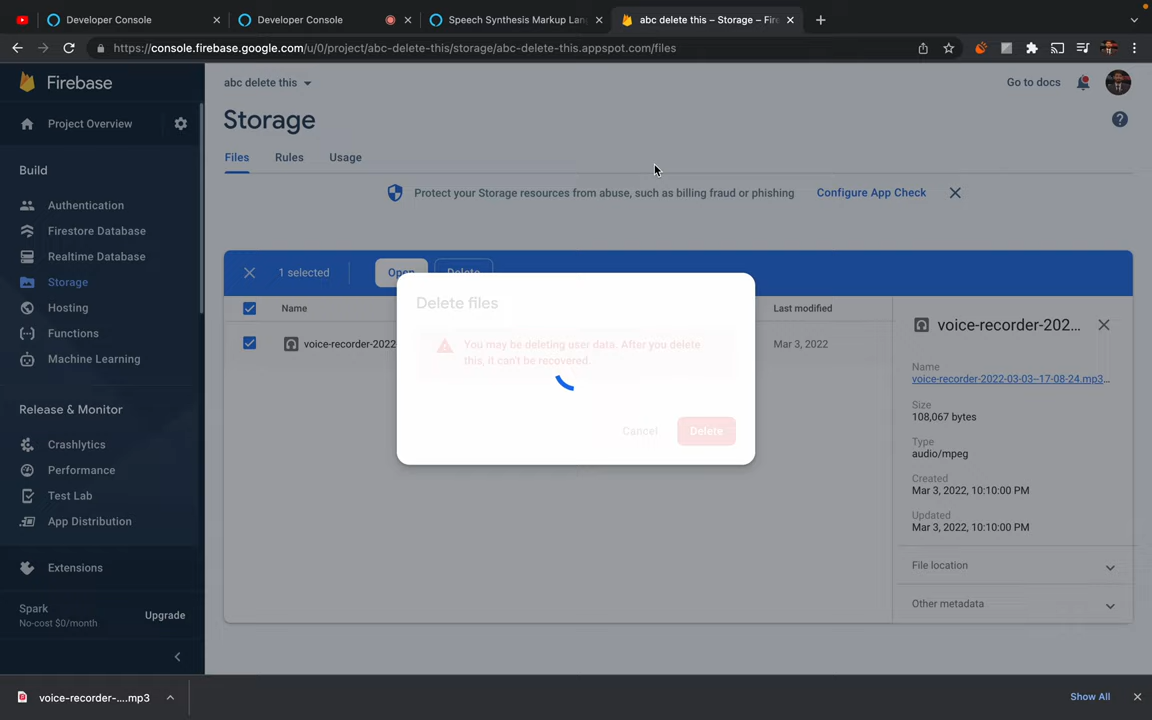 Developer Console
Developer Console
Speech Synthesis Markup Lan
abc delete this – Storage – Fire
https://console.firebase.google.com/u/0/project/abc-delete-this/storage/abc-delete-this.appspot.com/files
Firebase
abc delete this
Go to docs
Project Overview
Storage
Files
Rules
Usage
Protect your Storage resources from abuse, such as billing fraud or phishing
Configure App Check
Build
Authentication
Firestore Database
Realtime Database
Storage
Hosting
Functions
Machine Learning
Release & Monitor
Crashlytics
Performance
Test Lab
App Distribution
Extensions
Spark
No-cost $0/month
Upgrade
1 selected
Open
Delete
Name
Last modified
voice-recorder-2022
Mar 3, 2022
Delete files
You may be deleting user data. After you delete
this, it can't be recovered.
Cancel
Delete
voice-recorder-202...
Name
voice-recorder-2022-03-03--17-08-24.mp3...
Size
108,067 bytes
Type
audio/mpeg
Created
Mar 3, 2022, 10:10:00 PM
Updated
Mar 3, 2022, 10:10:00 PM
File location
Other metadata
voice-recorder-....mp3
Show All